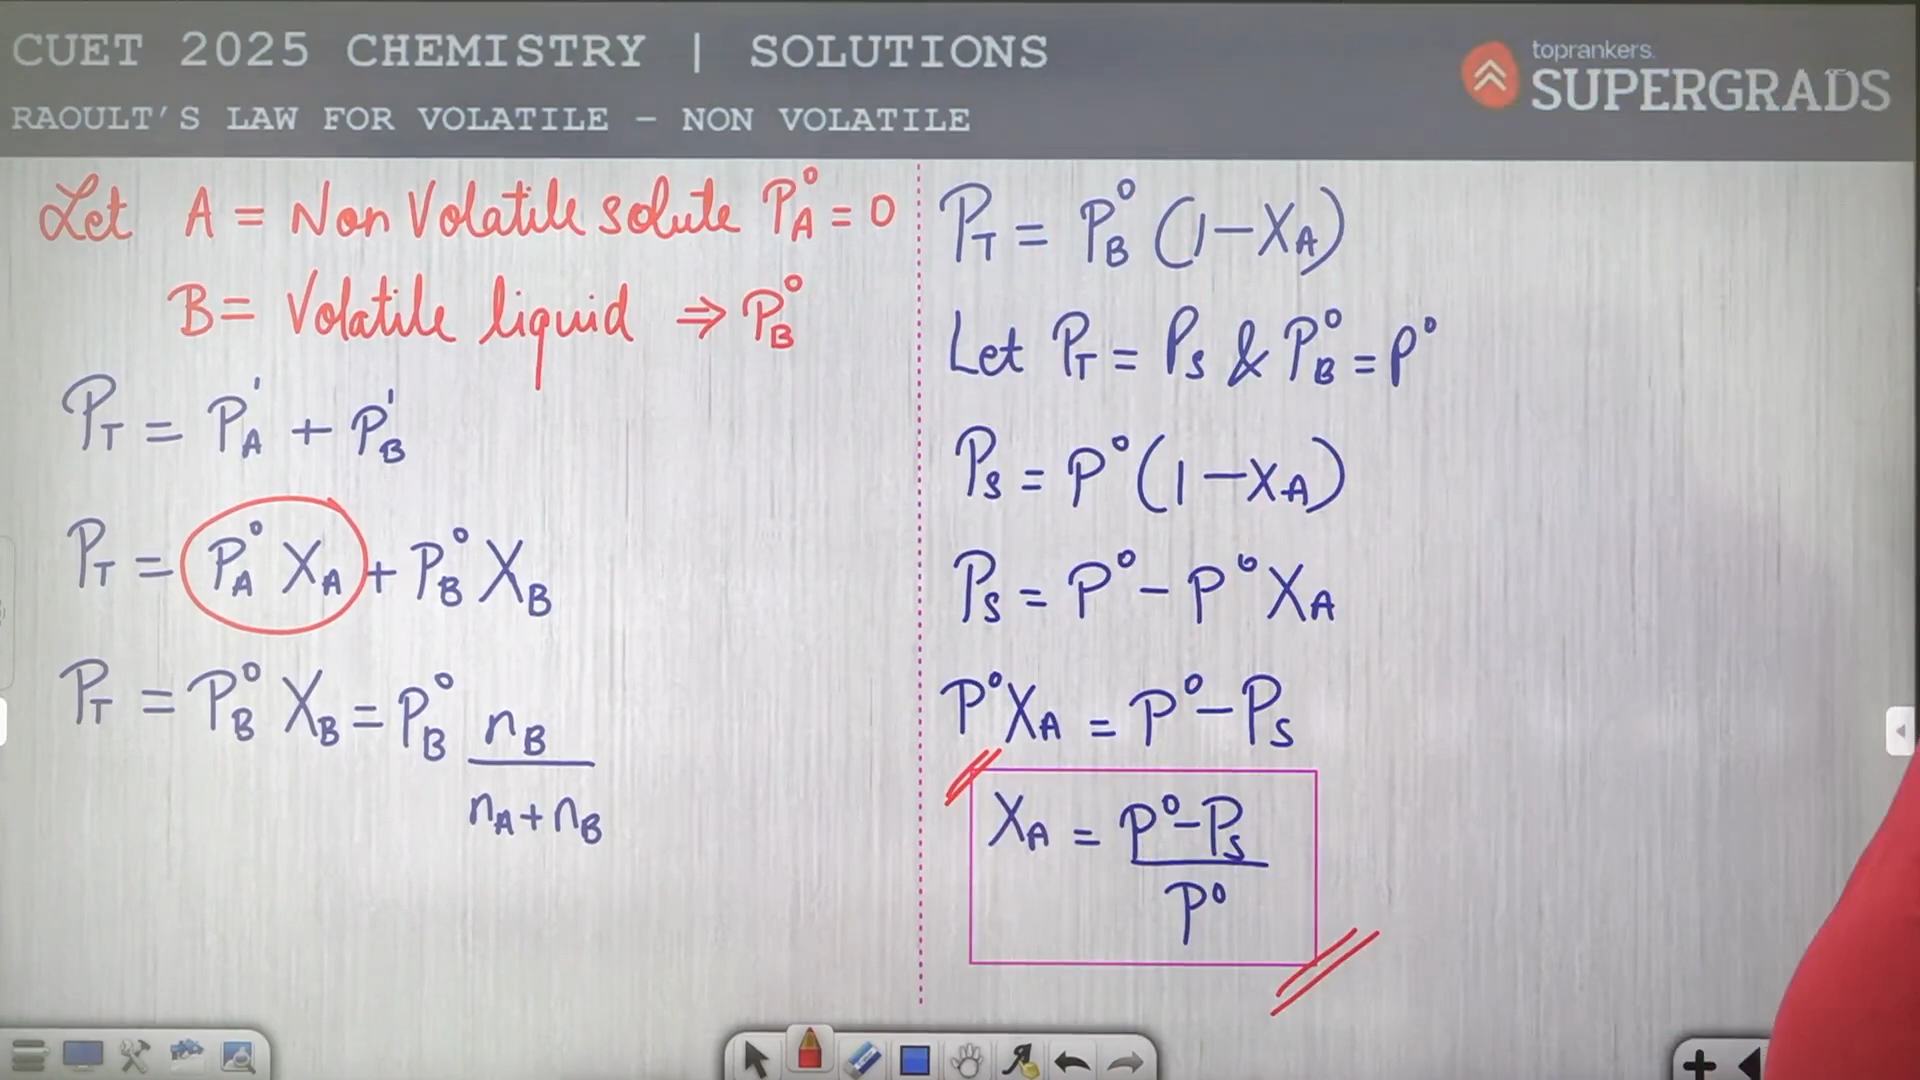 CUET 2025 CHEMISTRY | SOLUTIONS
RAOULT'S LAW FOR VOLATILE – NON VOLATILE
toprankers.
SUPERGRADS
Let A = Non Volatile solute P°A = 0
B = Volatile liquid ⇒ P°B
PT = P'A + P'B
PT = P°A XA + P°B XB
PT = P°B XB = P°B nB / (nA + nB)
PT = P°B (1-XA)
Let PT = PS & P°B = P°
PS = P°(1-XA)
PS = P° - P°XA
P°XA = P° - PS
XA = (P° - PS) / P°